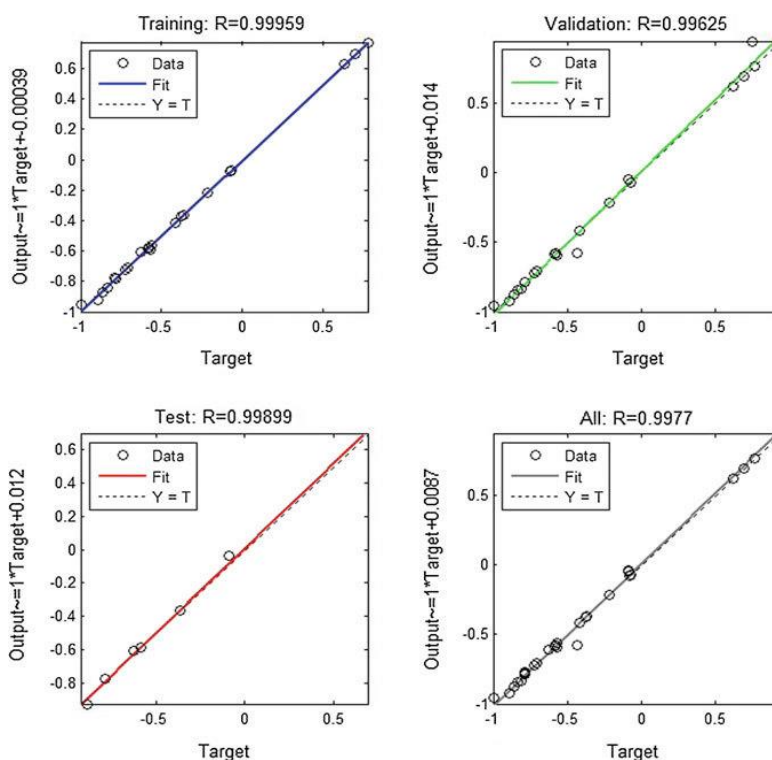 Training: R=0.99959
Output~=1*Target+-0.00039
Data
Fit
Y = T
0.6
0.4
0.2
0
-0.2
-0.4
-0.6
-0.8
-1
-1
-0.5
0
0.5
Target
Validation: R=0.99625
Output~=1*Target+0.014
Data
Fit
Y = T
0.5
0
-0.5
-1
-1
-0.5
0
0.5
Target
Test: R=0.99899
Output~=1*Target+0.012
Data
Fit
Y = T
0.6
0.4
0.2
0
-0.2
-0.4
-0.6
-0.8
-0.5
0
0.5
Target
All: R=0.9977
Output~=1*Target+0.0087
Data
Fit
Y = T
0.5
0
-0.5
-1
-1
-0.5
0
0.5
Target